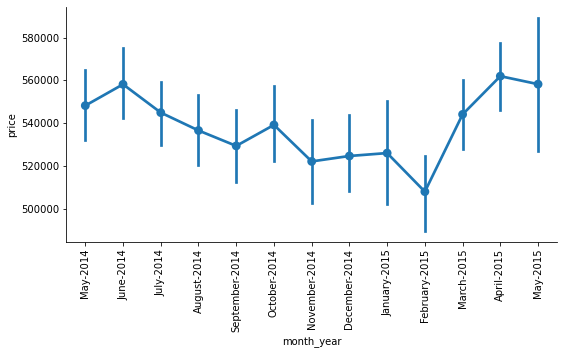 580000
560000
540000
520000
500000
price
May-2014
June-2014
July-2014
August-2014
September-2014
October-2014
November-2014
December-2014
January-2015
February-2015
March-2015
April-2015
May-2015
month_year